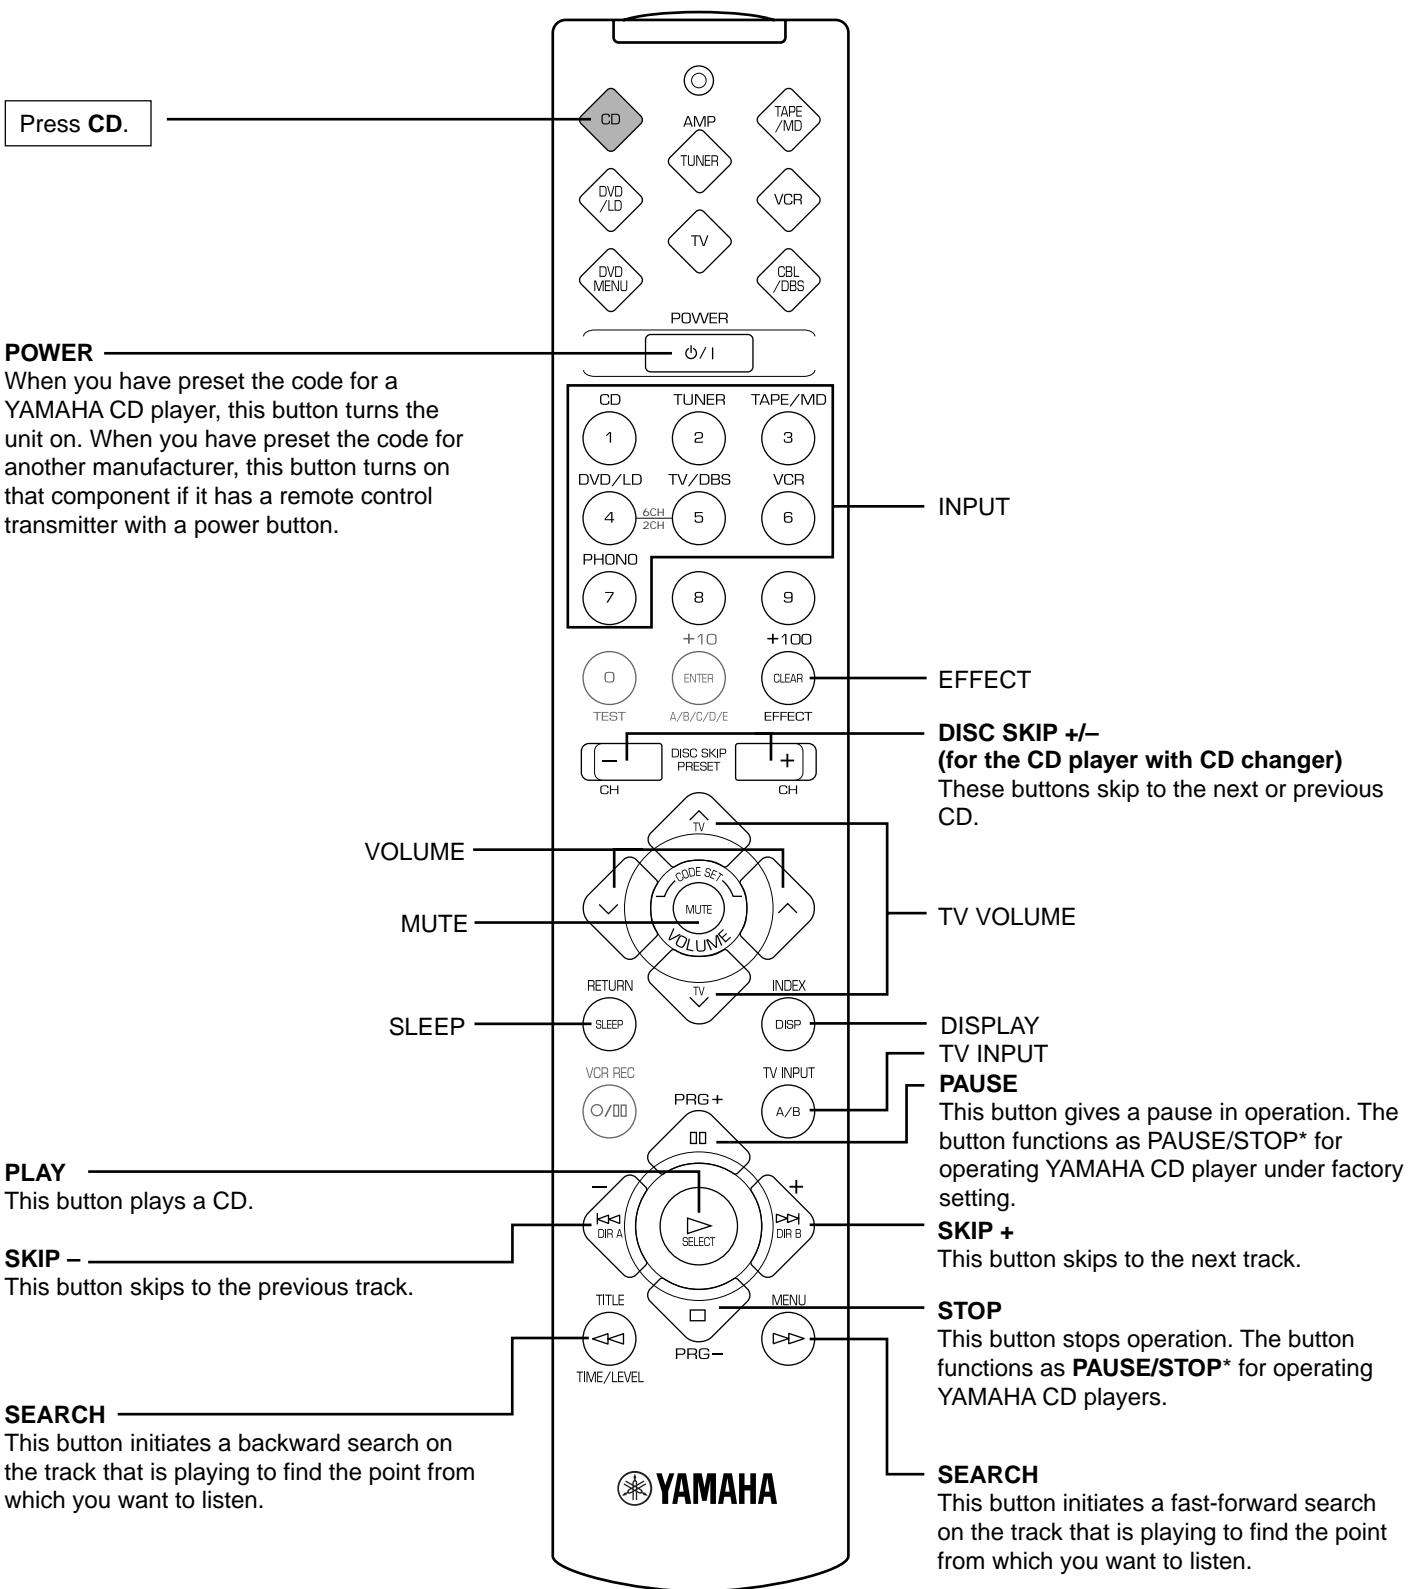 Press CD.
CD
AMP
TAPE
/MD
TUNER
DVD
/LD
VCR
TV
DVD
MENU
CBL
/DBS
POWER
POWER
When you have preset the code for a
YAMAHA CD player, this button turns the
unit on. When you have preset the code for
another manufacturer, this button turns on
that component if it has a remote control
transmitter with a power button.
CD TUNER TAPE/MD
1 2 3
DVD/LD TV/DBS VCR
4 6CH 5 6
2CH
INPUT
PHONO
7 8 9
+10 +100
0 ENTER CLEAR
TEST A/B/C/D/E EFFECT
EFFECT
DISC SKIP +/–
(for the CD player with CD changer)
These buttons skip to the next or previous
CD.
– DISC SKIP +
PRESET
CH CH
TV
CODE SET
MUTE
VOLUME
TV
VOLUME
MUTE
TV VOLUME
RETURN INDEX
SLEEP DISP
SLEEP
DISPLAY
TV INPUT
VCR REC TV INPUT
PRG+
A/B
PAUSE
This button gives a pause in operation. The
button functions as PAUSE/STOP* for
operating YAMAHA CD player under factory
setting.
PLAY
This button plays a CD.
– +
DIR A SELECT DIR B
SKIP –
This button skips to the previous track.
SKIP +
This button skips to the next track.
TITLE MENU
PRG–
TIME/LEVEL
STOP
This button stops operation. The button
functions as PAUSE/STOP* for operating
YAMAHA CD players.
SEARCH
This button initiates a backward search on
the track that is playing to find the point from
which you want to listen.
YAMAHA
SEARCH
This button initiates a fast-forward search
on the track that is playing to find the point
from which you want to listen.